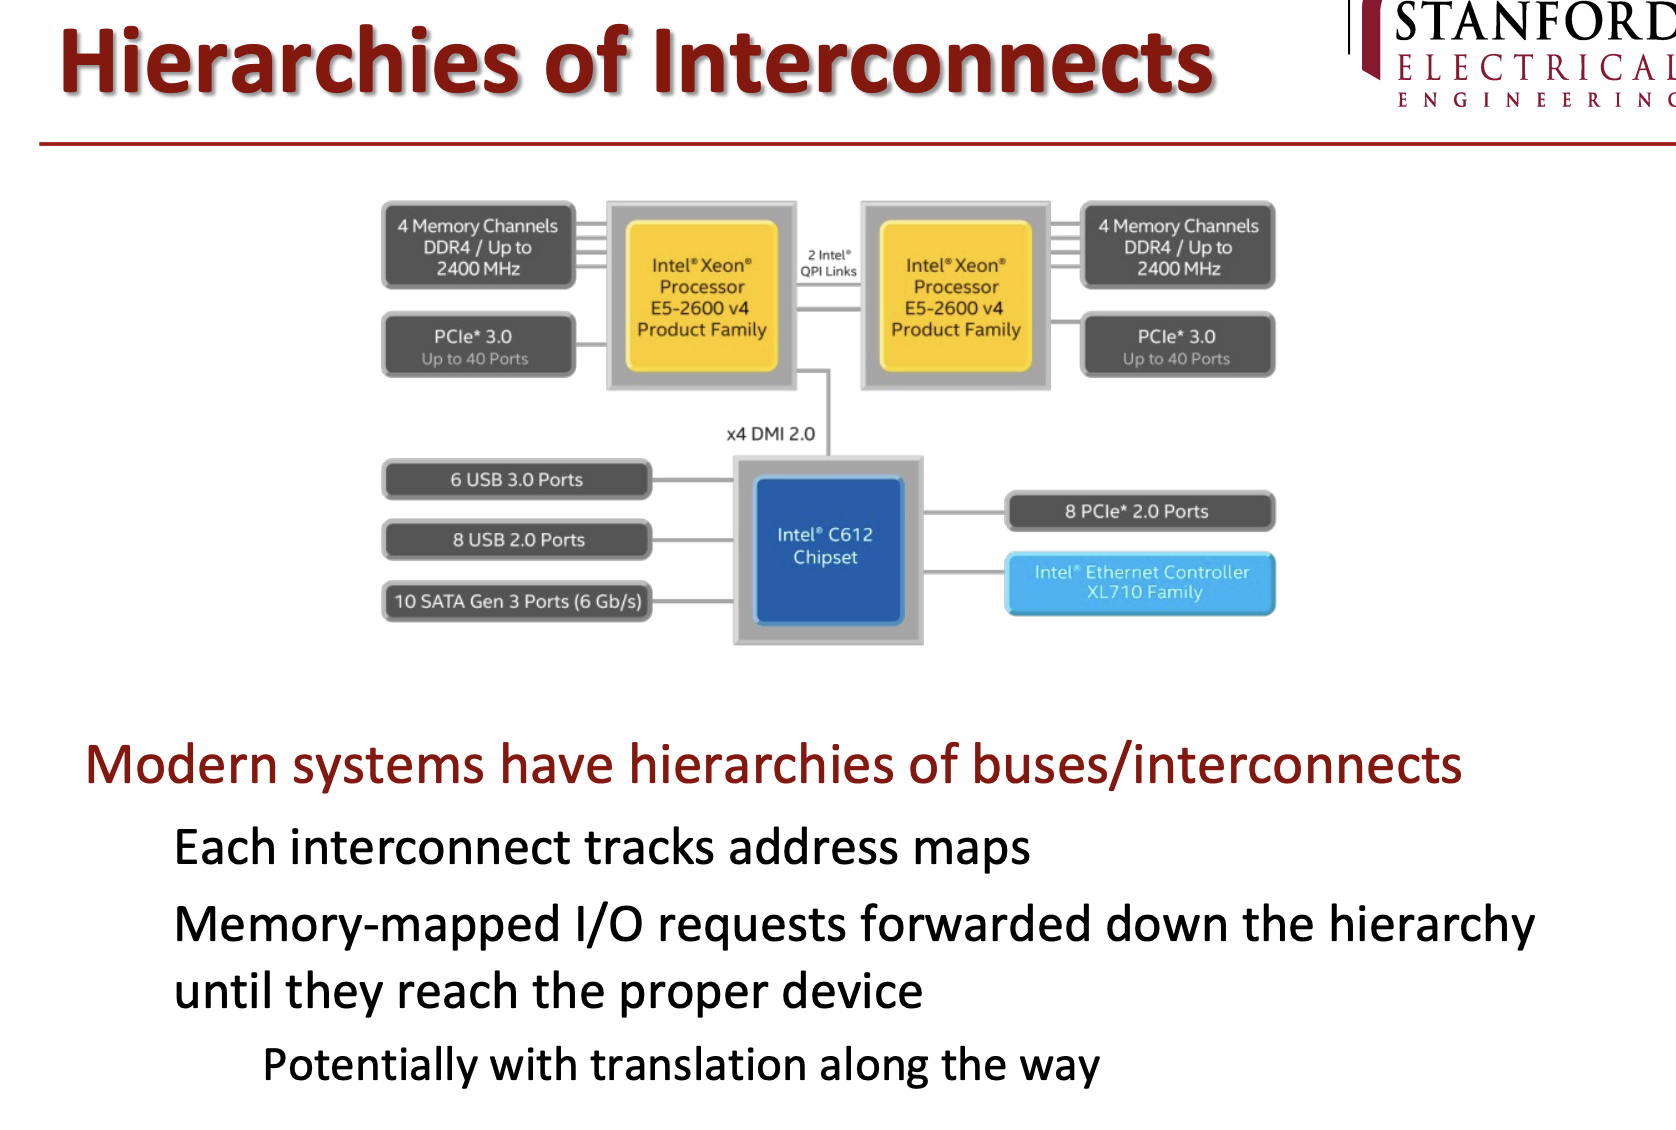 Hierarchies of Interconnects
STANFORD
ELECTRICAL
ENGINEERING
4 Memory Channels
DDR4 / Up to
2400 MHz
PCIe* 3.0
Up to 40 Ports
Intel® Xeon®
Processor
E5-2600 v4
Product Family
2 Intel®
QPI Links
Intel® Xeon®
Processor
E5-2600 v4
Product Family
4 Memory Channels
DDR4 / Up to
2400 MHz
PCIe* 3.0
Up to 40 Ports
x4 DMI 2.0
6 USB 3.0 Ports
8 USB 2.0 Ports
10 SATA Gen 3 Ports (6 Gb/s)
Intel® C612
Chipset
8 PCIe* 2.0 Ports
Intel® Ethernet Controller
XL710 Family
Modern systems have hierarchies of buses/interconnects
Each interconnect tracks address maps
Memory-mapped I/O requests forwarded down the hierarchy
until they reach the proper device
Potentially with translation along the way